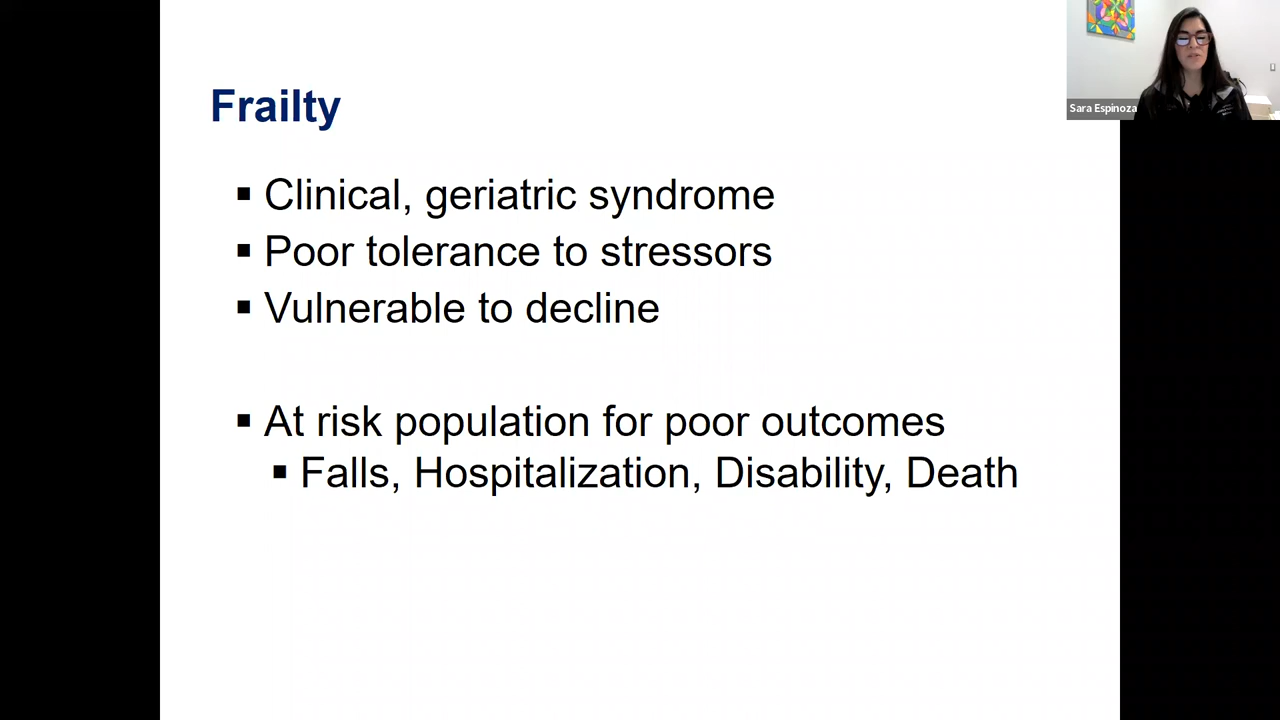 Frailty
▪ Clinical, geriatric syndrome
▪ Poor tolerance to stressors
▪ Vulnerable to decline
▪ At risk population for poor outcomes
▪ Falls, Hospitalization, Disability, Death
Sara Espinoza